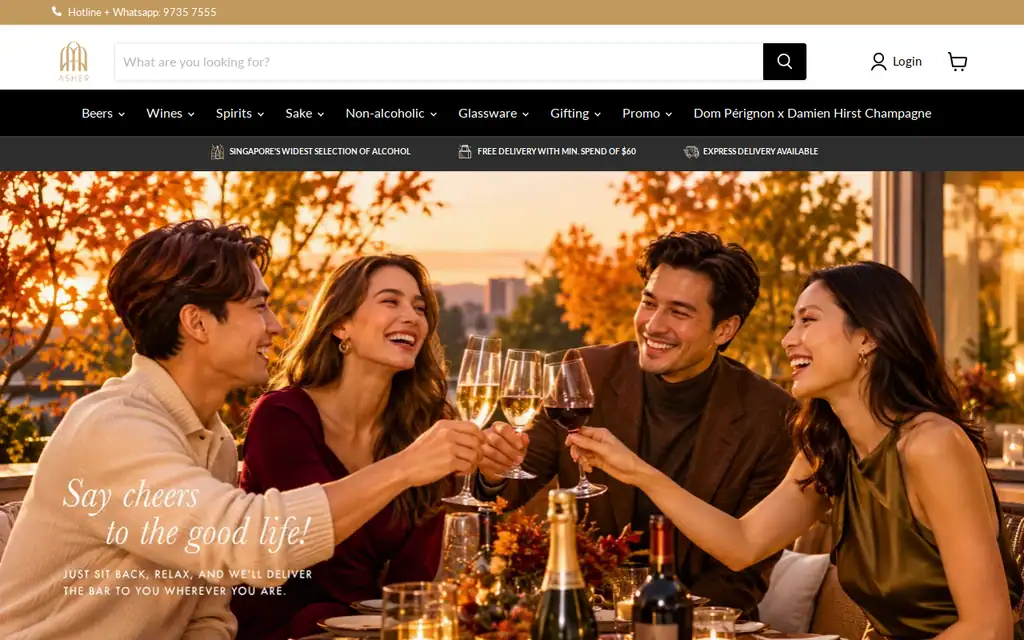 Hotline + Whatsapp: 9735 7555
ASHER
What are you looking for?
Login
Beers
Wines
Spirits
Sake
Non-alcoholic
Glassware
Gifting
Promo
Dom Pérignon x Damien Hirst Champagne
SINGAPORE'S WIDEST SELECTION OF ALCOHOL
FREE DELIVERY WITH MIN. SPEND OF $60
EXPRESS DELIVERY AVAILABLE
Say cheers
to the good life!
JUST SIT BACK, RELAX, AND WE'LL DELIVER
THE BAR TO YOU WHEREVER YOU ARE.